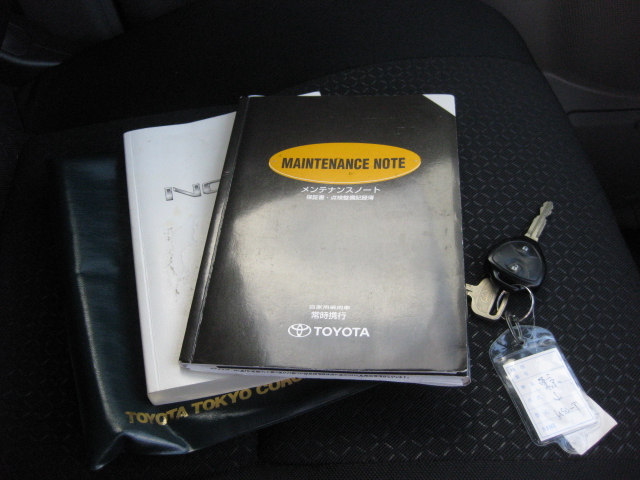 MAINTENANCE NOTE
メンテナンスノート
保証書・点検整備記録簿
自家用乗用車
常時携行
TOYOTA
TOYOTA TOKYO CORO